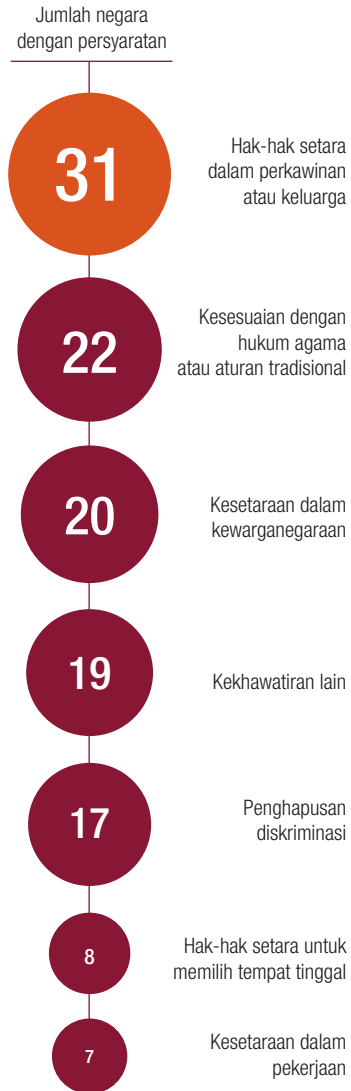 Jumlah negara
dengan persyaratan
31
Hak-hak setara
dalam perkawinan
atau keluarga
22
Kesesuaian dengan
hukum agama
atau aturan tradisional
20
Kesetaraan dalam
kewarganegaraan
19
Kekhawatiran lain
17
Penghapusan
diskriminasi
8
Hak-hak setara untuk
memilih tempat tinggal
7
Kesetaraan dalam
pekerjaan